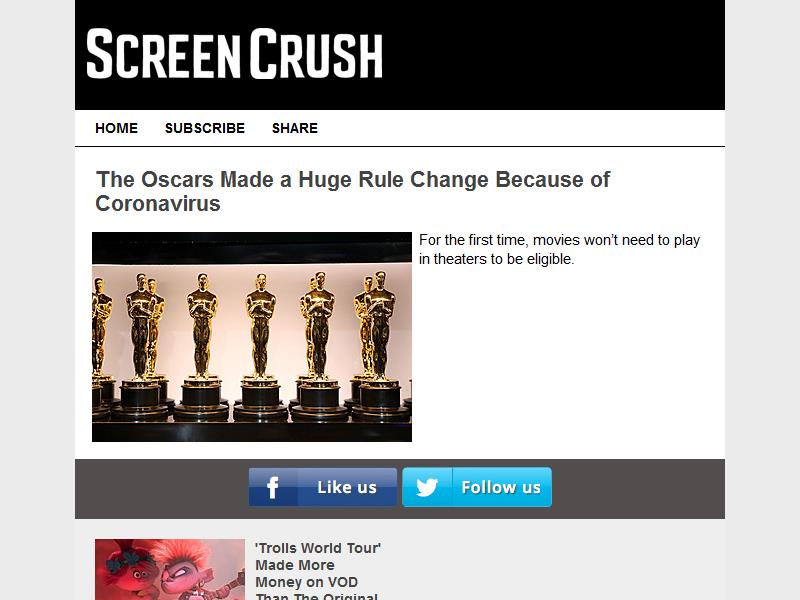 SCREENCRUSH
HOME SUBSCRIBE SHARE
The Oscars Made a Huge Rule Change Because of
Coronavirus
For the first time, movies won’t need to play
in theaters to be eligible.
f Like us Follow us
'Trolls World Tour'
Made More
Money on VOD
Than The Original